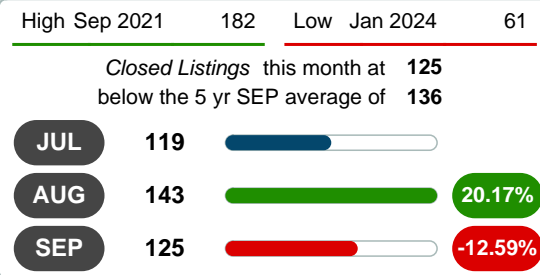 High Sep 2021 182 Low Jan 2024 61
Closed Listings this month at 125
below the 5 yr SEP average of 136
JUL 119
AUG 143 20.17%
SEP 125 -12.59%